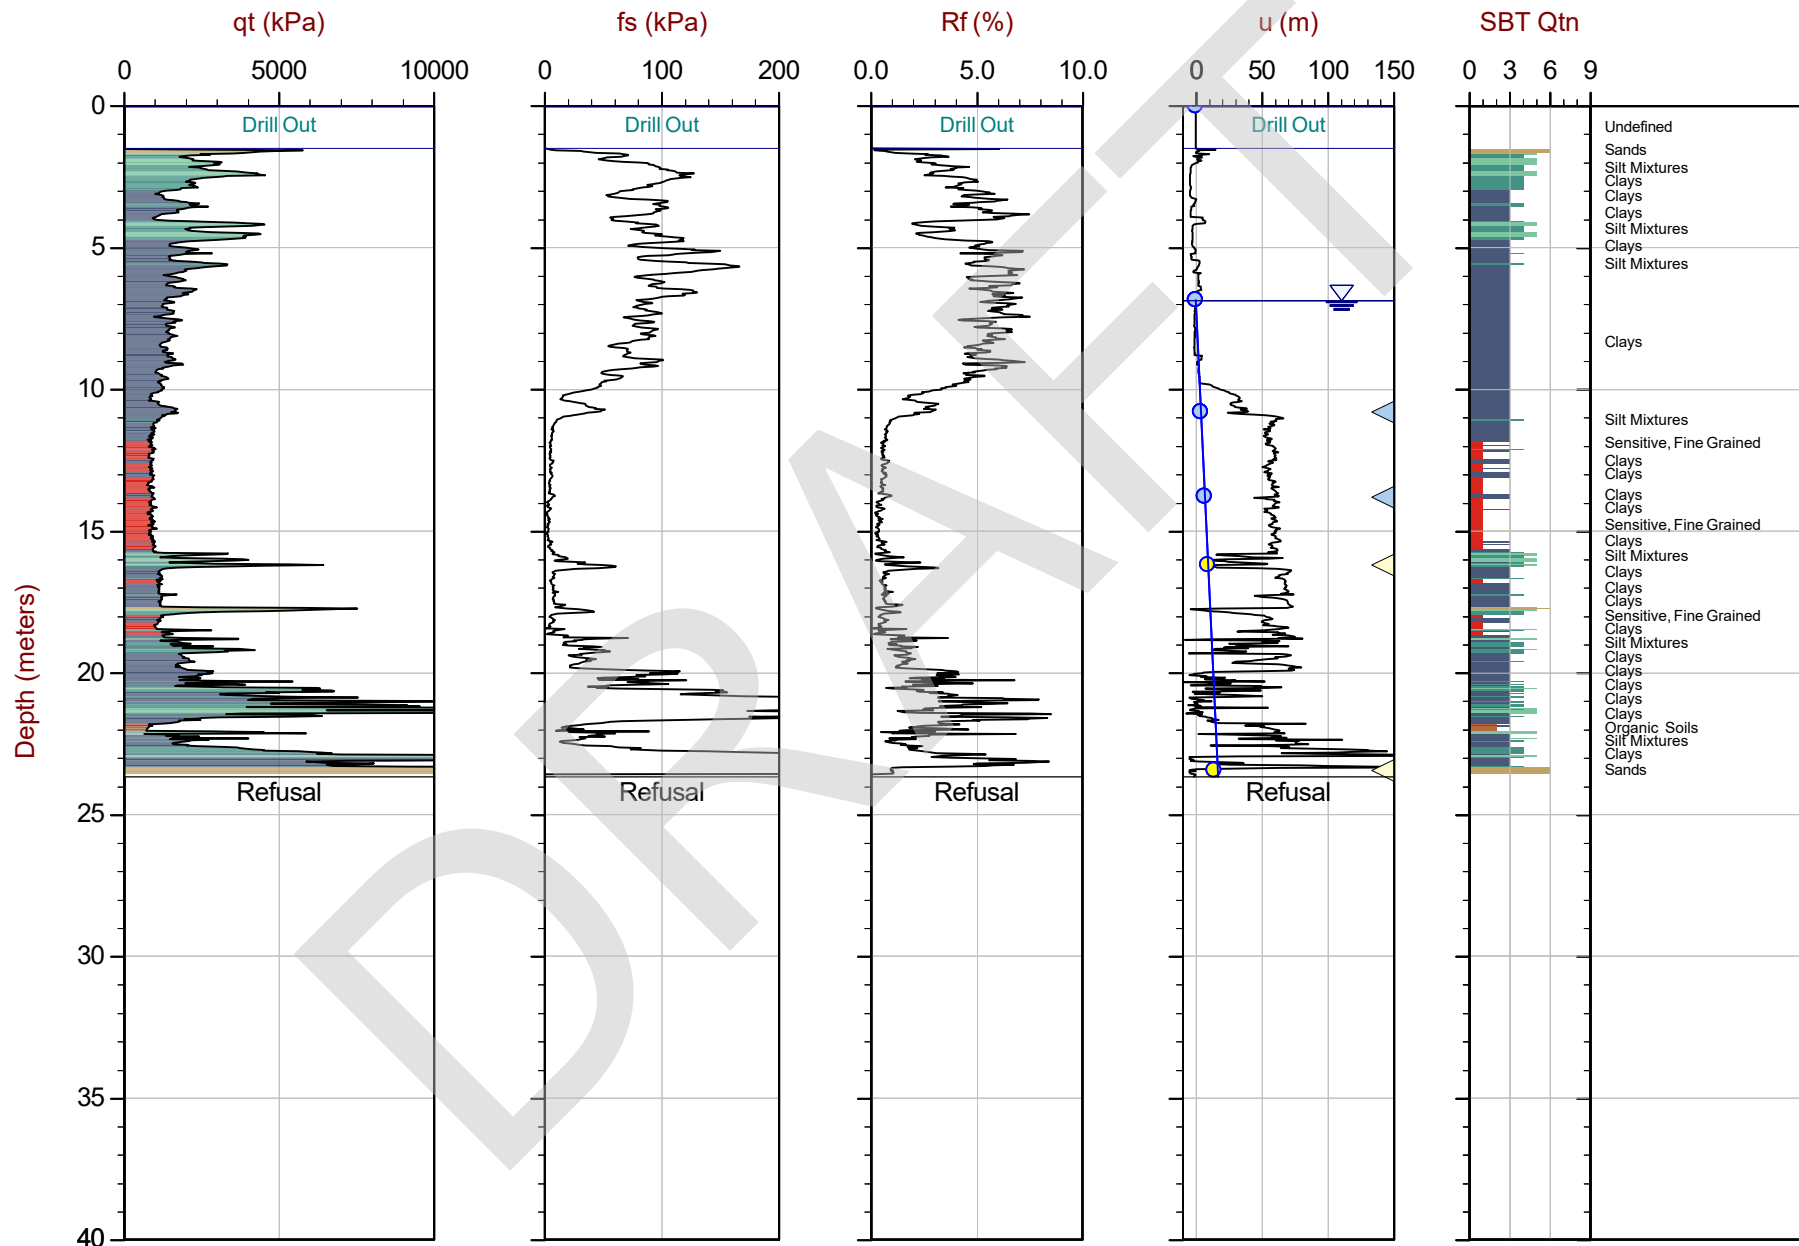 qt (kPa) fs (kPa) Rf (%) u (m) SBT Qtn
0 5000 10000 0 100 200 0.0 5.0 10.0 0 50 100 150 0 3 6 9
0
Drill Out Drill Out Drill Out Drill Out
Undefined
Sands
Silt Mixtures
Clays
Clays
Clays
Silt Mixtures
5
Clays
Silt Mixtures
Clays
10
Silt Mixtures
Sensitive, Fine Grained
Clays
Clays
Clays
Clays
Sensitive, Fine Grained
15
Clays
Silt Mixtures
Clays
Clays
Clays
Sensitive, Fine Grained
Clays
Silt Mixtures
Clays
20
Clays
Clays
Clays
Clays
Organic Soils
Silt Mixtures
Clays
Sands
Refusal Refusal Refusal Refusal
25
30
35
40
Depth (meters)
DRAFT